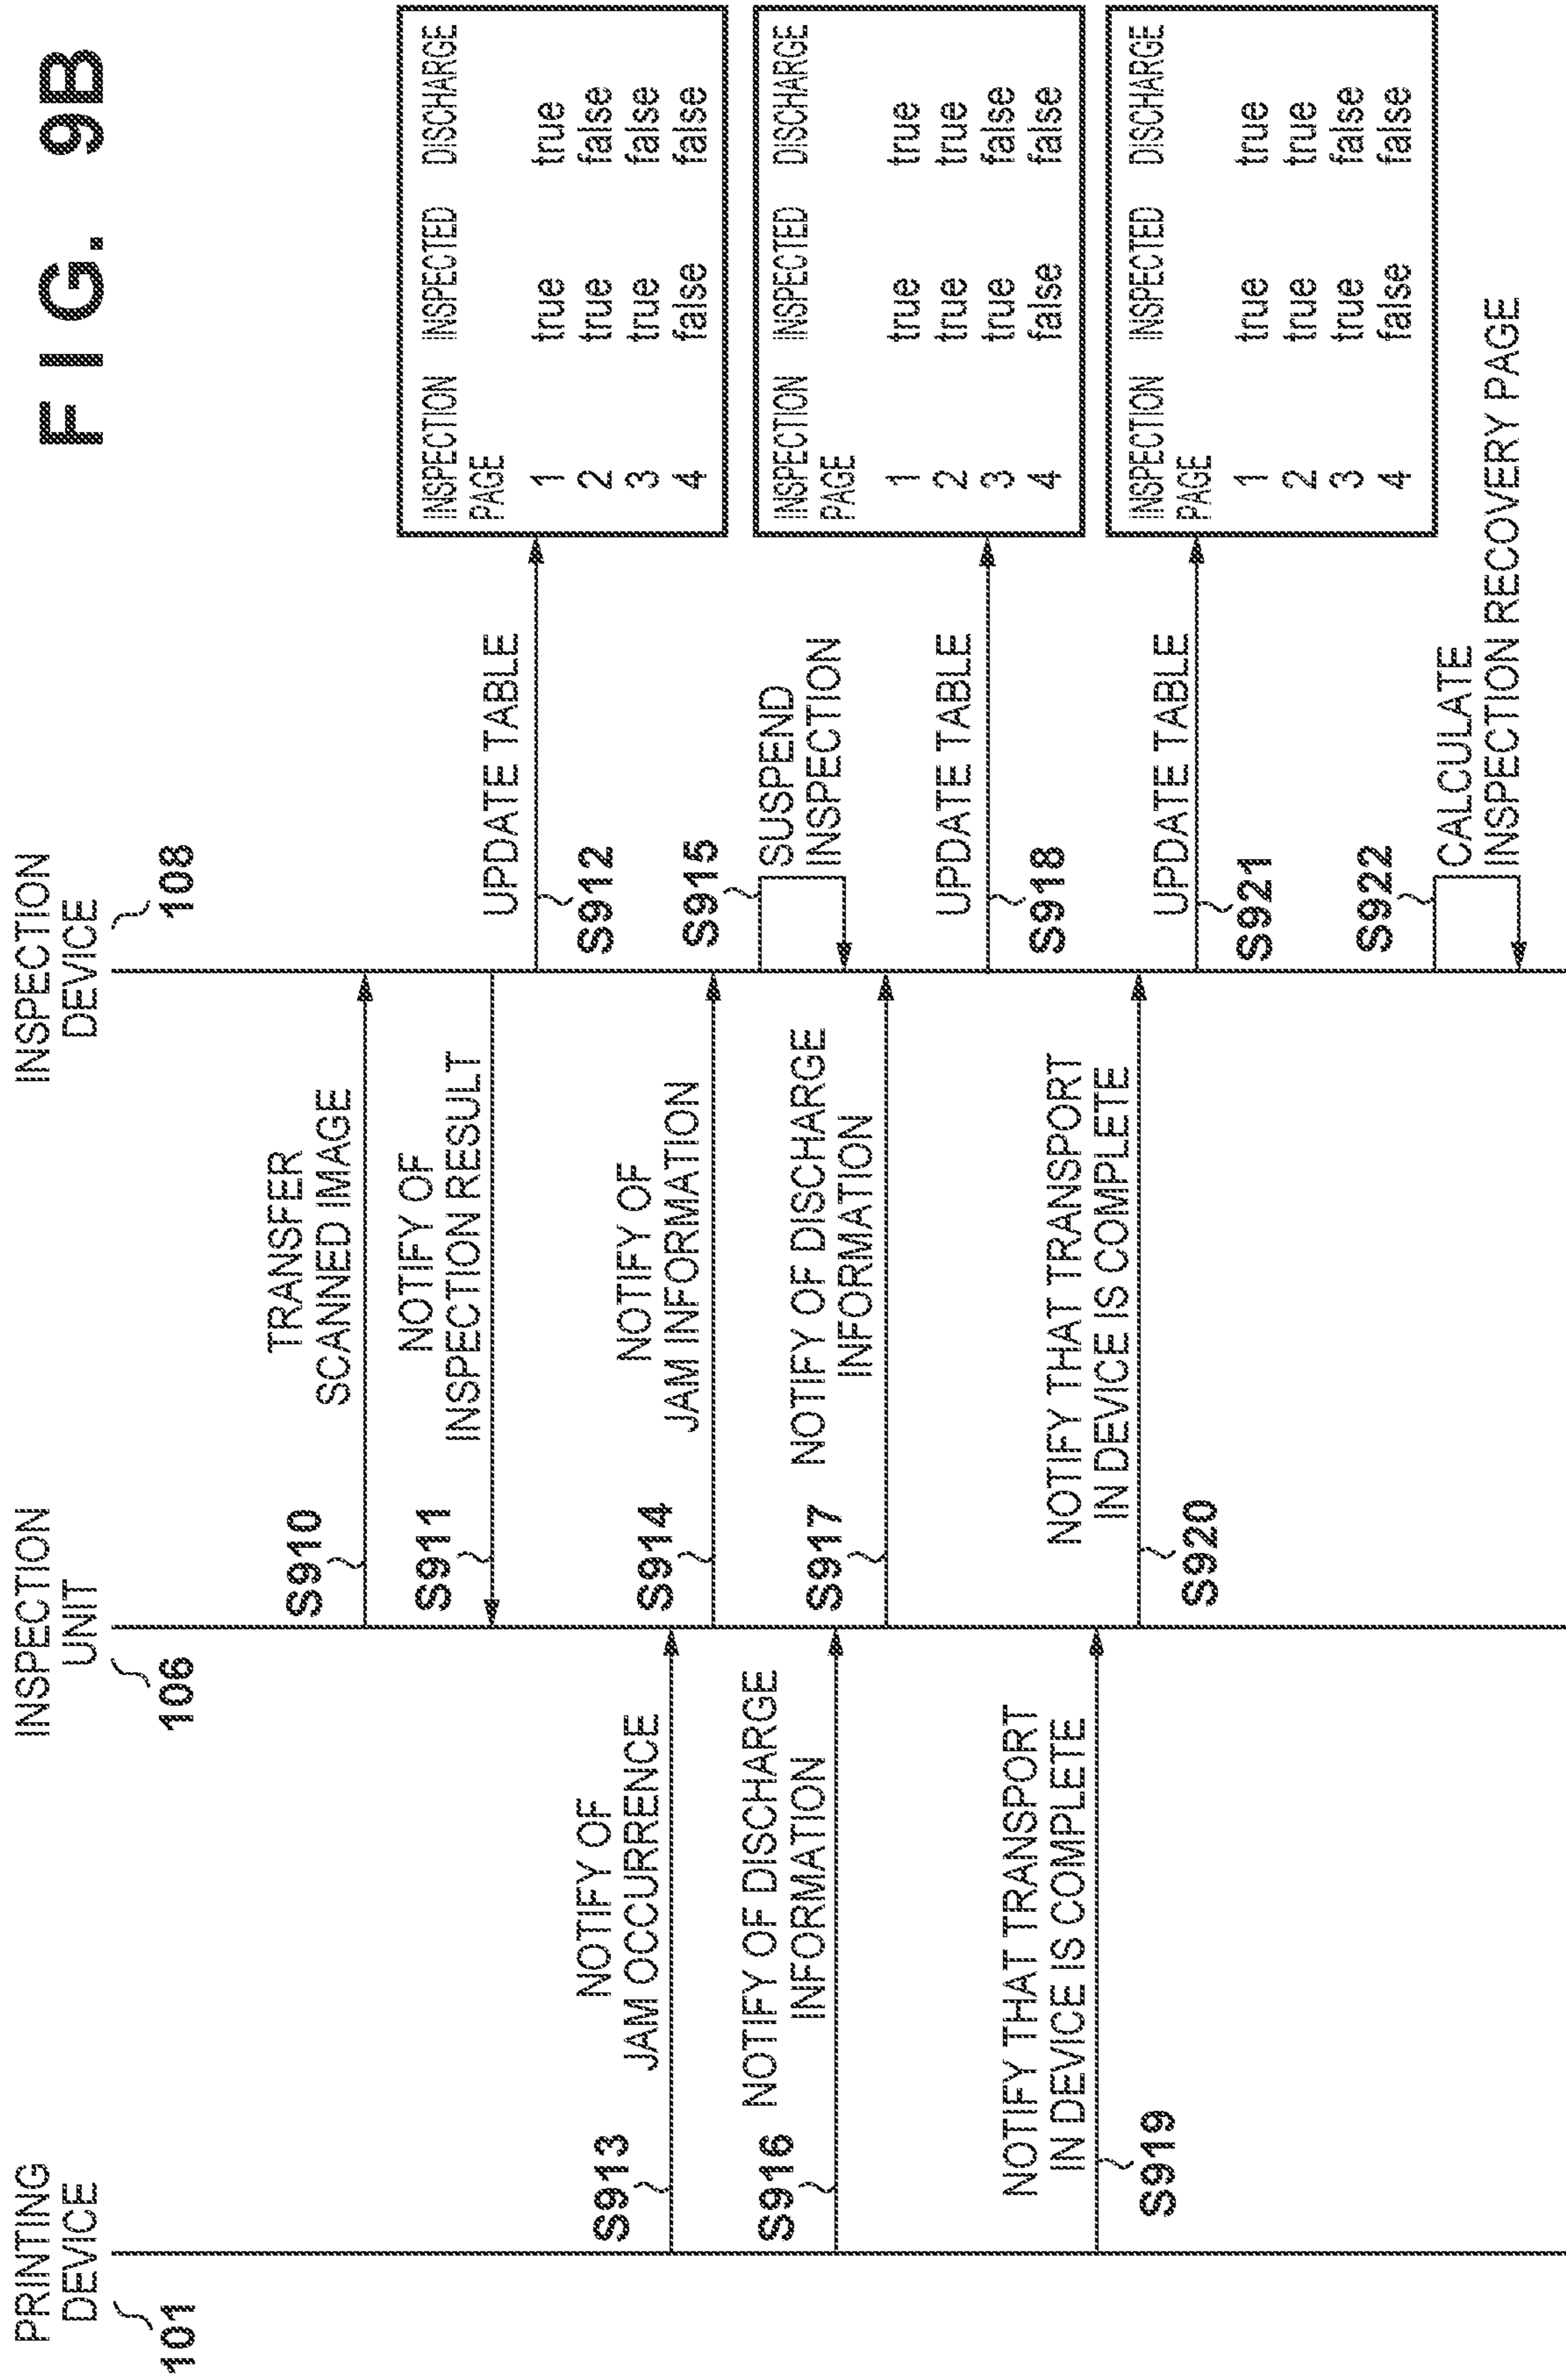 FIG. 9B
PRINTING
DEVICE
101
INSPECTION
UNIT
106
INSPECTION
DEVICE
108
TRANSFER
SCANNED IMAGE
S910
NOTIFY OF
INSPECTION RESULT
S911
UPDATE TABLE
S912
INSPECTION INSPECTED DISCHARGE
PAGE
1 true true
2 true false
3 true false
4 false false
NOTIFY OF
JAM OCCURRENCE
S913
NOTIFY OF
JAM INFORMATION
S914
S915
SUSPEND
INSPECTION
NOTIFY OF DISCHARGE
INFORMATION
S916
NOTIFY OF DISCHARGE
INFORMATION
S917
UPDATE TABLE
S918
INSPECTION INSPECTED DISCHARGE
PAGE
1 true true
2 true true
3 true false
4 false false
NOTIFY THAT TRANSPORT
IN DEVICE IS COMPLETE
S919
NOTIFY THAT TRANSPORT
IN DEVICE IS COMPLETE
S920
UPDATE TABLE
S921
INSPECTION INSPECTED DISCHARGE
PAGE
1 true true
2 true true
3 true false
4 false false
S922
CALCULATE
INSPECTION RECOVERY PAGE